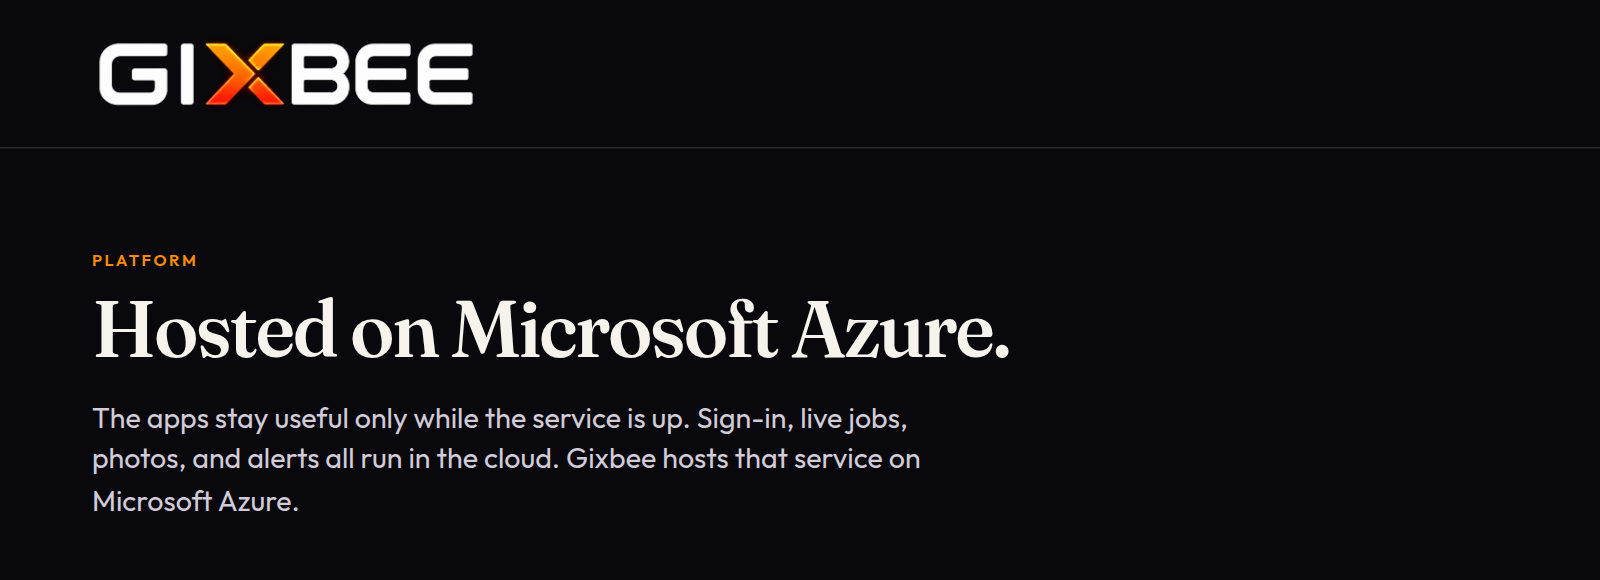 GIXBEE
PLATFORM
Hosted on Microsoft Azure.
The apps stay useful only while the service is up. Sign-in, live jobs,
photos, and alerts all run in the cloud. Gixbee hosts that service on
Microsoft Azure.